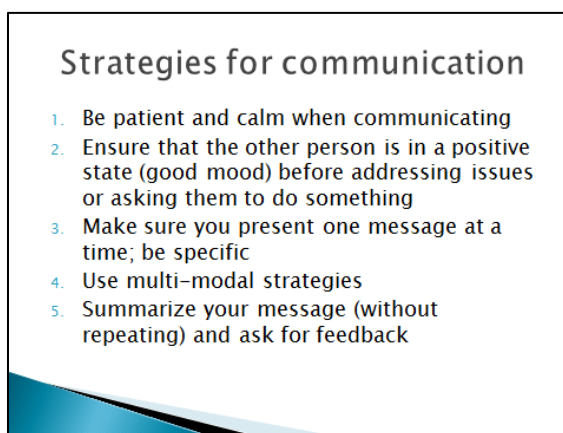 Strategies for communication
1. Be patient and calm when communicating
2. Ensure that the other person is in a positive
state (good mood) before addressing issues
or asking them to do something
3. Make sure you present one message at a
time; be specific
4. Use multi-modal strategies
5. Summarize your message (without
repeating) and ask for feedback